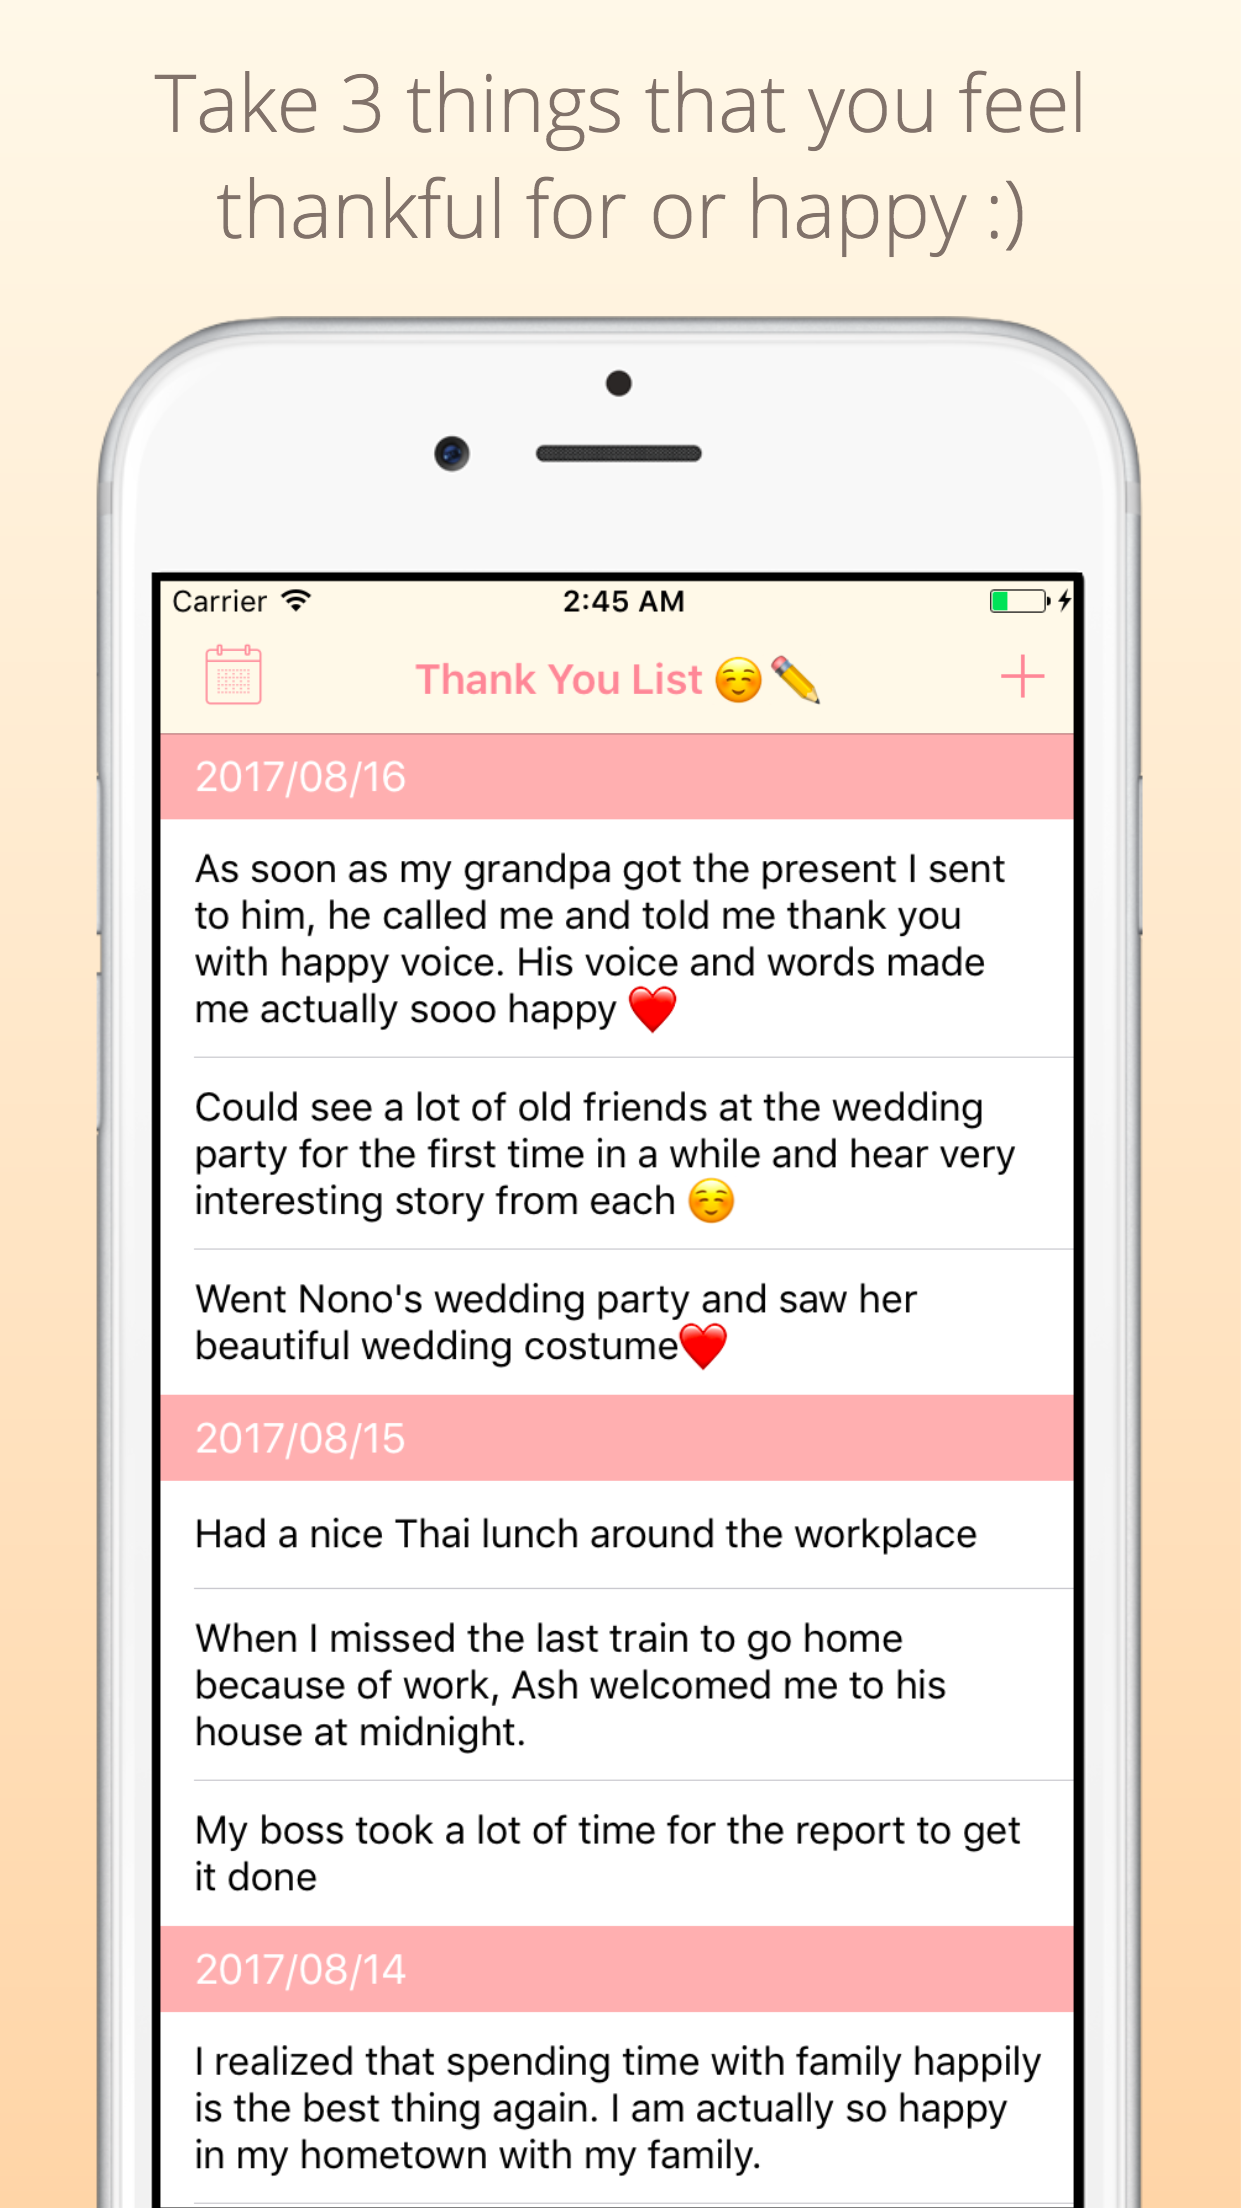 Take 3 things that you feel
thankful for or happy :)
Carrier 2:45 AM
Thank You List ☺️✏️
2017/08/16
As soon as my grandpa got the present I sent
to him, he called me and told me thank you
with happy voice. His voice and words made
me actually sooo happy ❤️
Could see a lot of old friends at the wedding
party for the first time in a while and hear very
interesting story from each ☺️
Went Nono's wedding party and saw her
beautiful wedding costume❤️
2017/08/15
Had a nice Thai lunch around the workplace
When I missed the last train to go home
because of work, Ash welcomed me to his
house at midnight.
My boss took a lot of time for the report to get
it done
2017/08/14
I realized that spending time with family happily
is the best thing again. I am actually so happy
in my hometown with my family.